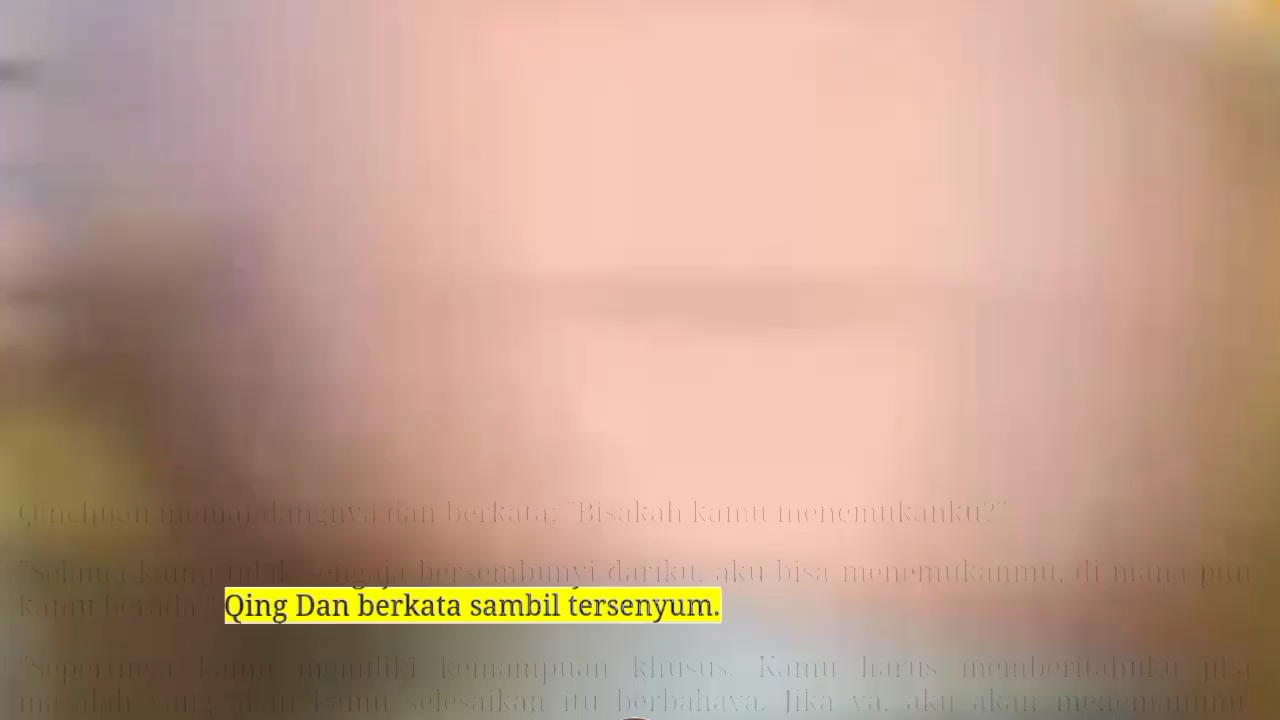 Qinchuan memandangnya dan berkata: "Bisakah kamu menemukanku?"
"Selama kamu tidak sengaja bersembunyi dariku, aku bisa menemukanmu, di mana pun
kamu berada." Qing Dan berkata sambil tersenyum.
"Sepertinya kamu memiliki kemampuan khusus. Kamu harus memberitahuku jika
masalah yang akan kamu selesaikan itu berbahaya. Jika ya, aku akan menemanimu